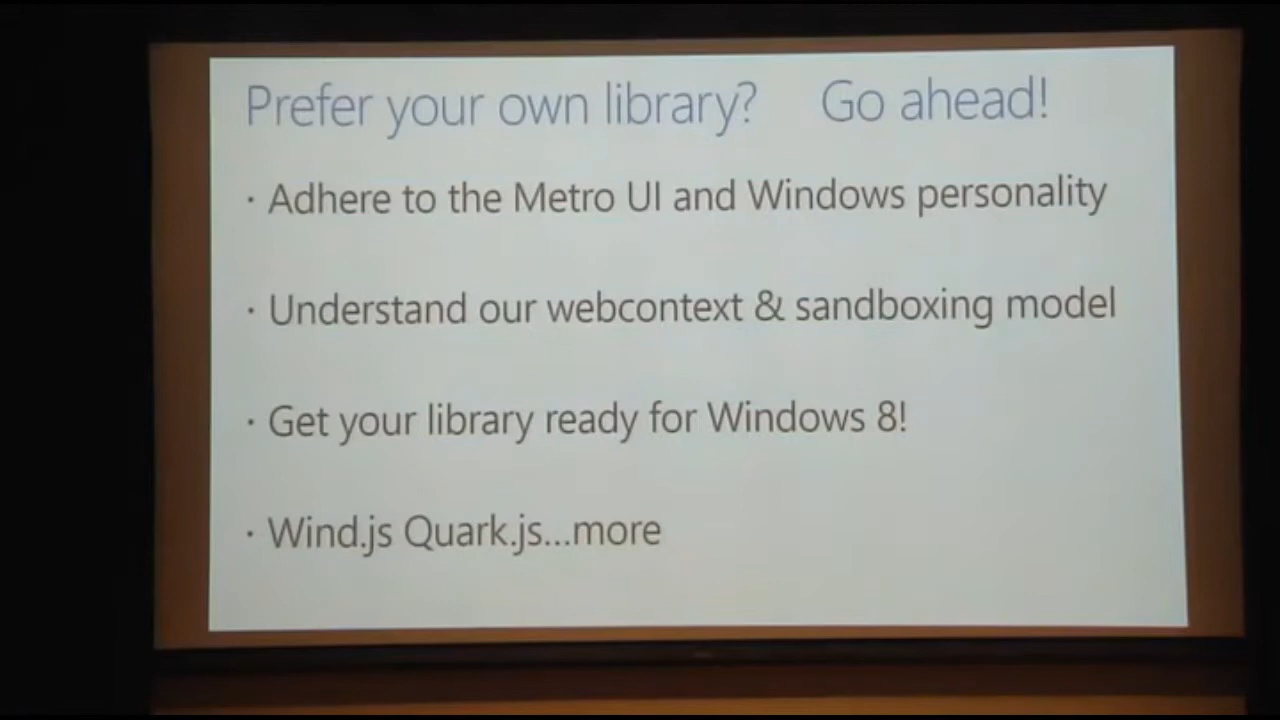 Prefer your own library? Go ahead!
· Adhere to the Metro UI and Windows personality
· Understand our webcontext & sandboxing model
· Get your library ready for Windows 8!
· Wind.js Quark.js...more